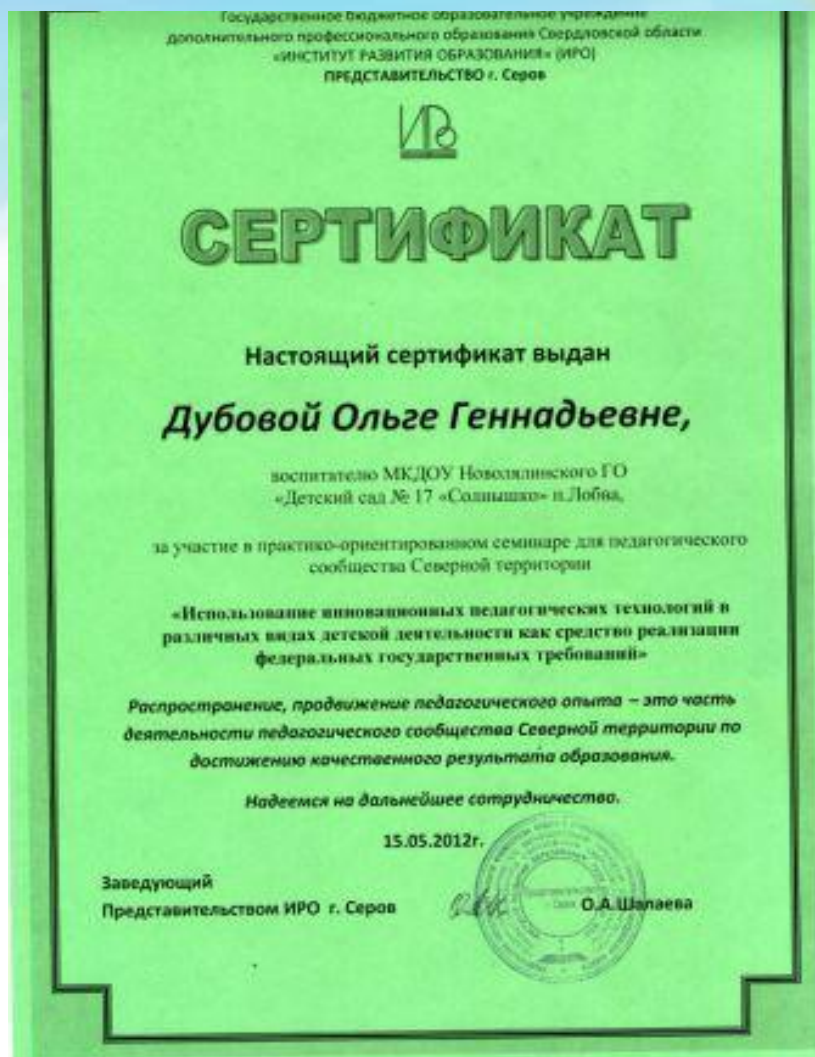 Государственное бюджетное образовательное учреждение
дополнительного профессионального образования Свердловской области
«ИНСТИТУТ РАЗВИТИЯ ОБРАЗОВАНИЯ» (ИРО)
ПРЕДСТАВИТЕЛЬСТВО г. Серов
ИРО
СЕРТИФИКАТ
Настоящий сертификат выдан
Дубовой Ольге Геннадьевне,
воспитателю МКДОУ Новолялинского ГО
«Детский сад № 17 «Солнышко» п.Лобва,
за участие в практико-ориентированном семинаре для педагогического
сообщества Северной территории
«Использование инновационных педагогических технологий в
различных видах детской деятельности как средство реализации
федеральных государственных требований»
Распространение, продвижение педагогического опыта – это часть
деятельности педагогического сообщества Северной территории по
достижению качественного результата образования.
Надеемся на дальнейшее сотрудничество.
15.05.2012г.
Заведующий
Представительством ИРО г. Серов О.А.Шалаева